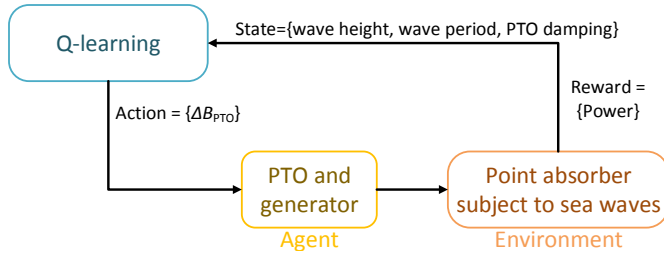 State={wave height, wave period, PTO damping}
Q-learning
Reward =
{Power}
Action = {ΔB_PTO}
PTO and
generator
Point absorber
subject to sea waves
Agent
Environment